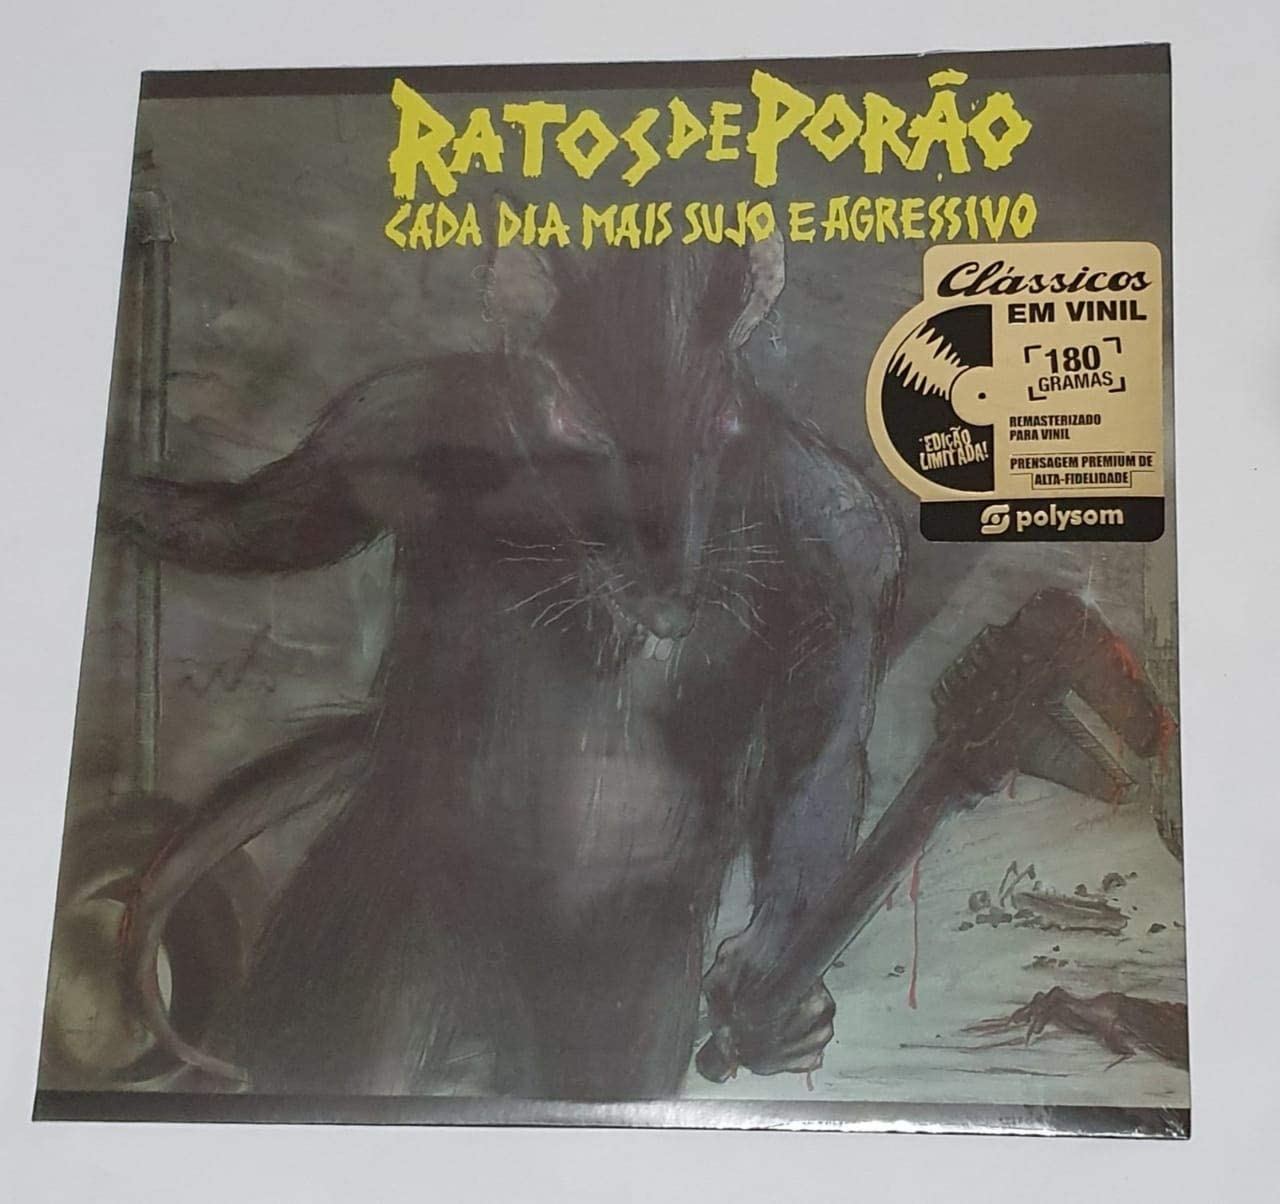 RATOS DE PORÃO
CADA DIA MAIS SUJO E AGRESSIVO
Clássicos
EM VINIL
180
GRAMAS
REMASTERIZADO
PARA VINIL
EDIÇÃO
LIMITADA!
PRENSAGEM PREMIUM DE
ALTA-FIDELIDADE
polysom